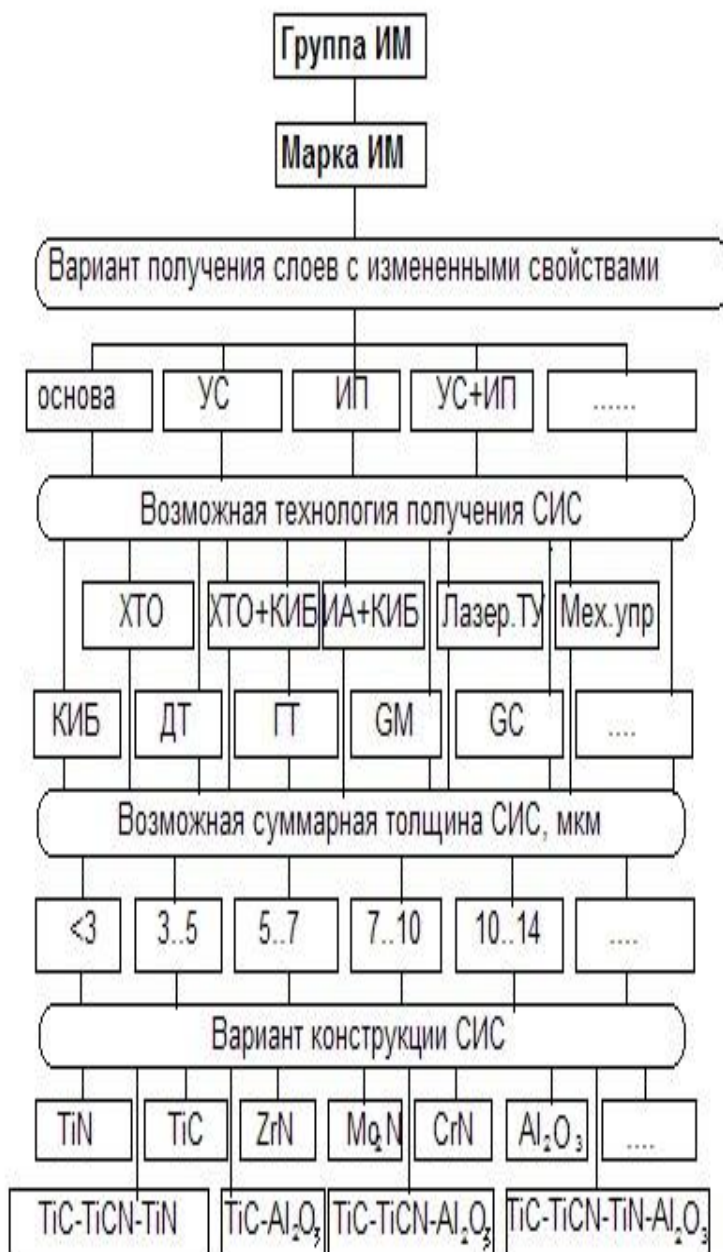 Группа ИМ
Марка ИМ
Вариант получения слоев с измененными свойствами
основа УС ИП УС+ИП ......
Возможная технология получения СИС
ХТО ХТО+КИБ ИА+КИБ Лазер.ТУ Мех.упр
КИБ ДТ ГТ GM GC ....
Возможная суммарная толщина СИС, мкм
<3 3..5 5..7 7..10 10..14 ....
Вариант конструкции СИС
TiN TiC ZrN Mo₂N CrN Al₂O₃ ....
TiC-TiCN-TiN TiC-Al₂O₃ TiC-TiCN-Al₂O₃ TiC-TiCN-TiN-Al₂O₃